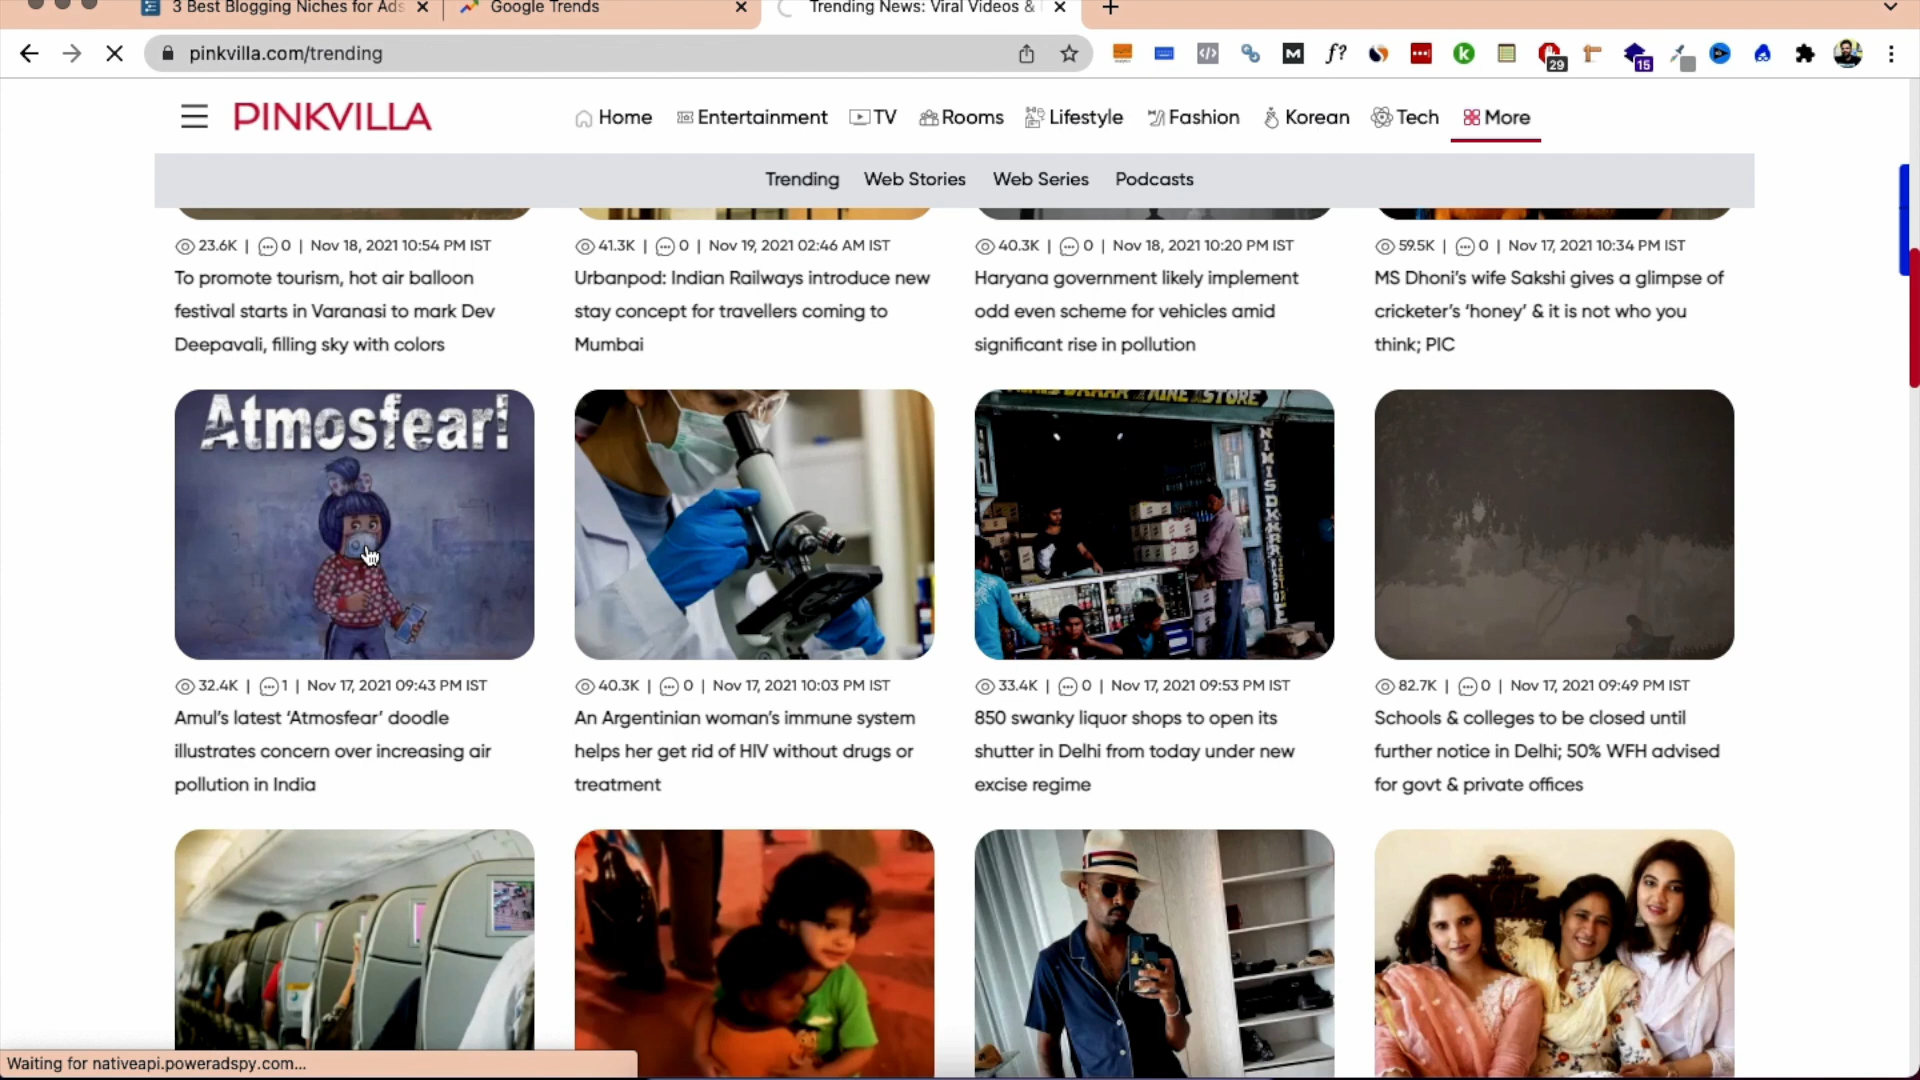 3 Best Blogging Niches for Ads
Google Trends
Trending News: Viral Videos &
pinkvilla.com/trending
29
15
PINKVILLA
Home
Entertainment
TV
Rooms
Lifestyle
Fashion
Korean
Tech
More
Trending
Web Stories
Web Series
Podcasts
23.6K | 0 | Nov 18, 2021 10:54 PM IST
To promote tourism, hot air balloon
festival starts in Varanasi to mark Dev
Deepavali, filling sky with colors
41.3K | 0 | Nov 19, 2021 02:46 AM IST
Urbanpod: Indian Railways introduce new
stay concept for travellers coming to
Mumbai
40.3K | 0 | Nov 18, 2021 10:20 PM IST
Haryana government likely implement
odd even scheme for vehicles amid
significant rise in pollution
59.5K | 0 | Nov 17, 2021 10:34 PM IST
MS Dhoni's wife Sakshi gives a glimpse of
cricketer's 'honey' & it is not who you
think; PIC
Atmosfear!
32.4K | 1 | Nov 17, 2021 09:43 PM IST
Amul's latest 'Atmosfear' doodle
illustrates concern over increasing air
pollution in India
40.3K | 0 | Nov 17, 2021 10:03 PM IST
An Argentinian woman's immune system
helps her get rid of HIV without drugs or
treatment
STORE
33.4K | 0 | Nov 17, 2021 09:53 PM IST
850 swanky liquor shops to open its
shutter in Delhi from today under new
excise regime
82.7K | 0 | Nov 17, 2021 09:49 PM IST
Schools & colleges to be closed until
further notice in Delhi; 50% WFH advised
for govt & private offices
Waiting for nativeapi.poweradspy.com...